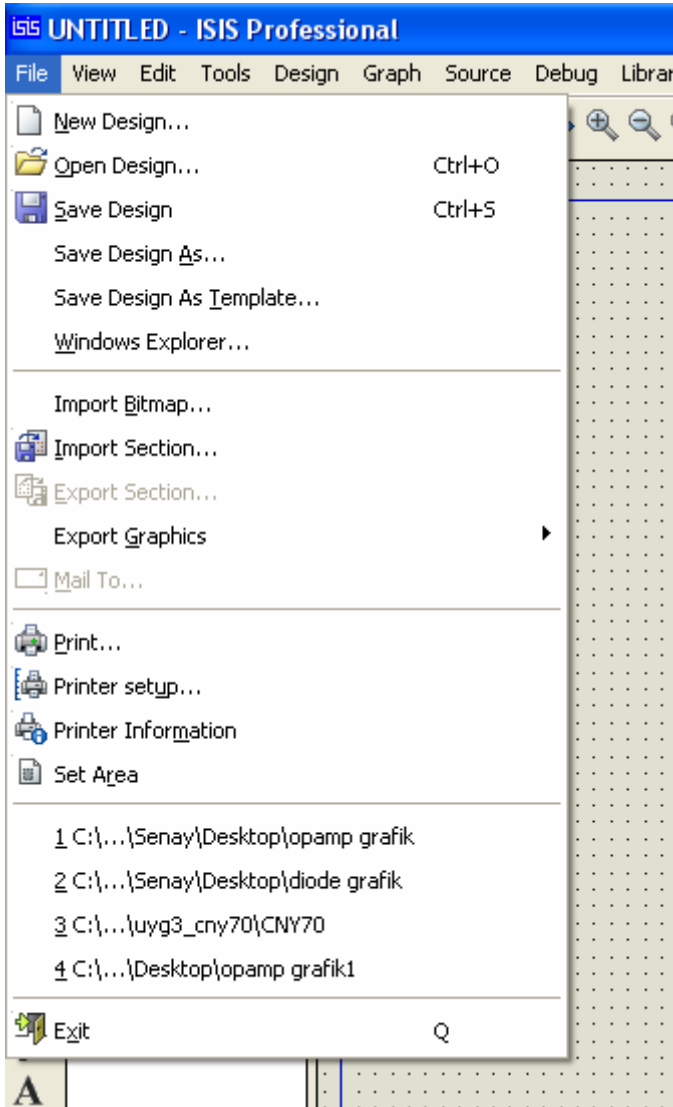 isis UNTITLED - ISIS Professional
File View Edit Tools Design Graph Source Debug Librar
New Design...
Open Design... Ctrl+O
Save Design Ctrl+S
Save Design As...
Save Design As Template...
Windows Explorer...
Import Bitmap...
Import Section...
Export Section...
Export Graphics
Mail To...
Print...
Printer setup...
Printer Information
Set Area
1 C:\...\Senay\Desktop\opamp grafik
2 C:\...\Senay\Desktop\diode grafik
3 C:\...\uyg3_cny70\CNY70
4 C:\...\Desktop\opamp grafik1
Exit Q
A